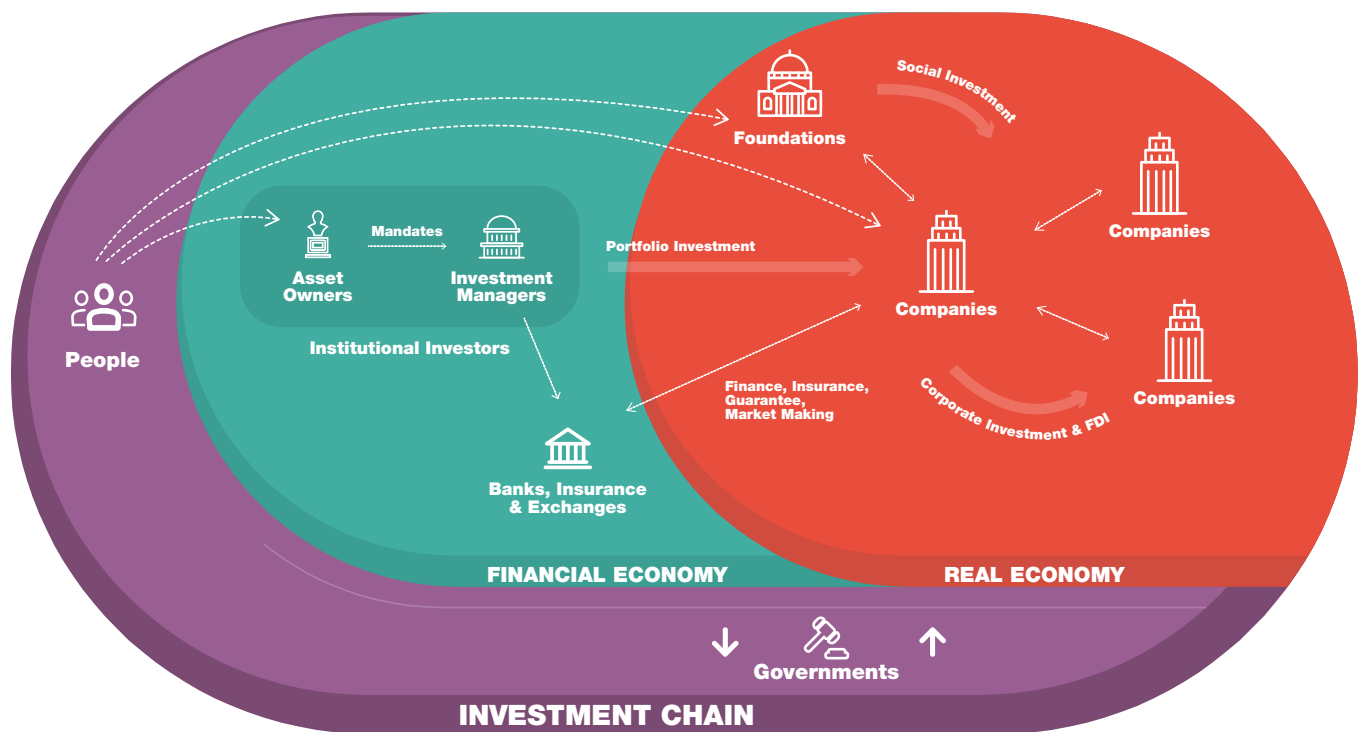 Social Investment
Foundations
Companies
Mandates
Portfolio Investment
Asset
Owners
Investment
Managers
Companies
Institutional Investors
People
Finance, Insurance,
Guarantee,
Market Making
Corporate Investment & FDI
Companies
Banks, Insurance
& Exchanges
FINANCIAL ECONOMY
REAL ECONOMY
Governments
INVESTMENT CHAIN